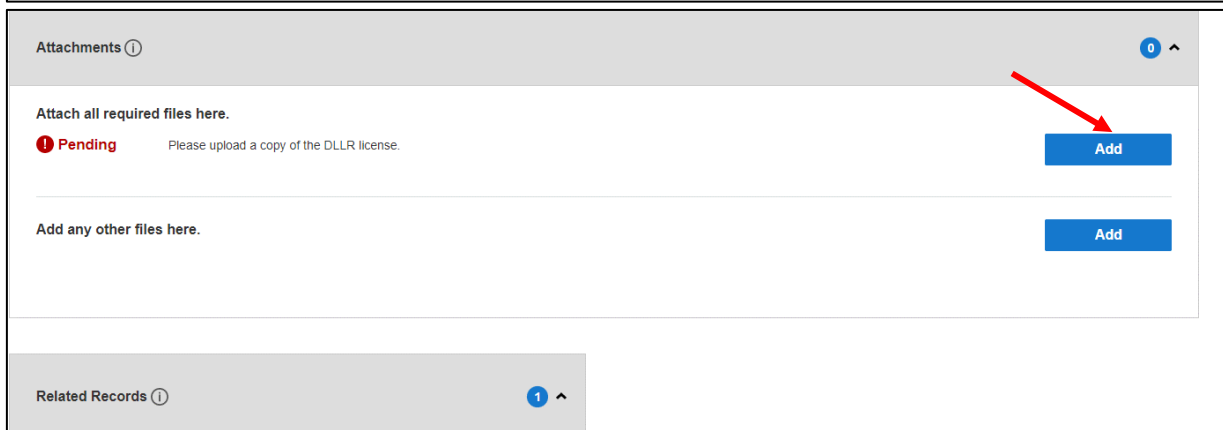 Attachments
0
Attach all required files here.
Pending Please upload a copy of the DLLR license.
Add
Add any other files here.
Add
Related Records
1